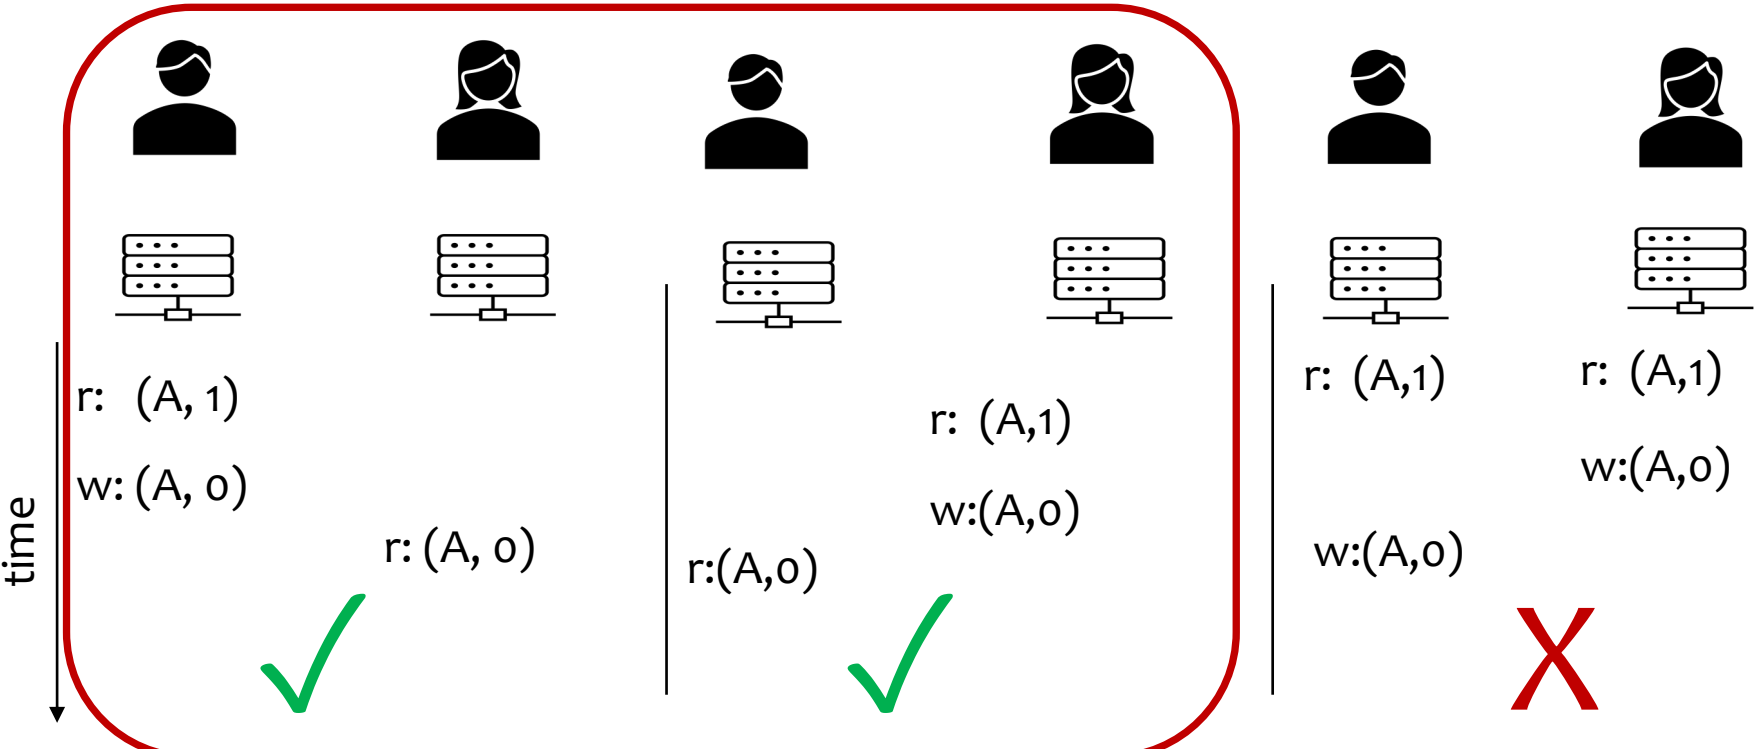 time
r: (A, 1)
w: (A, 0)
r: (A, 0)
r: (A,1)
w:(A,0)
r:(A,0)
r: (A,1)
w:(A,0)
r: (A,1)
w:(A,0)